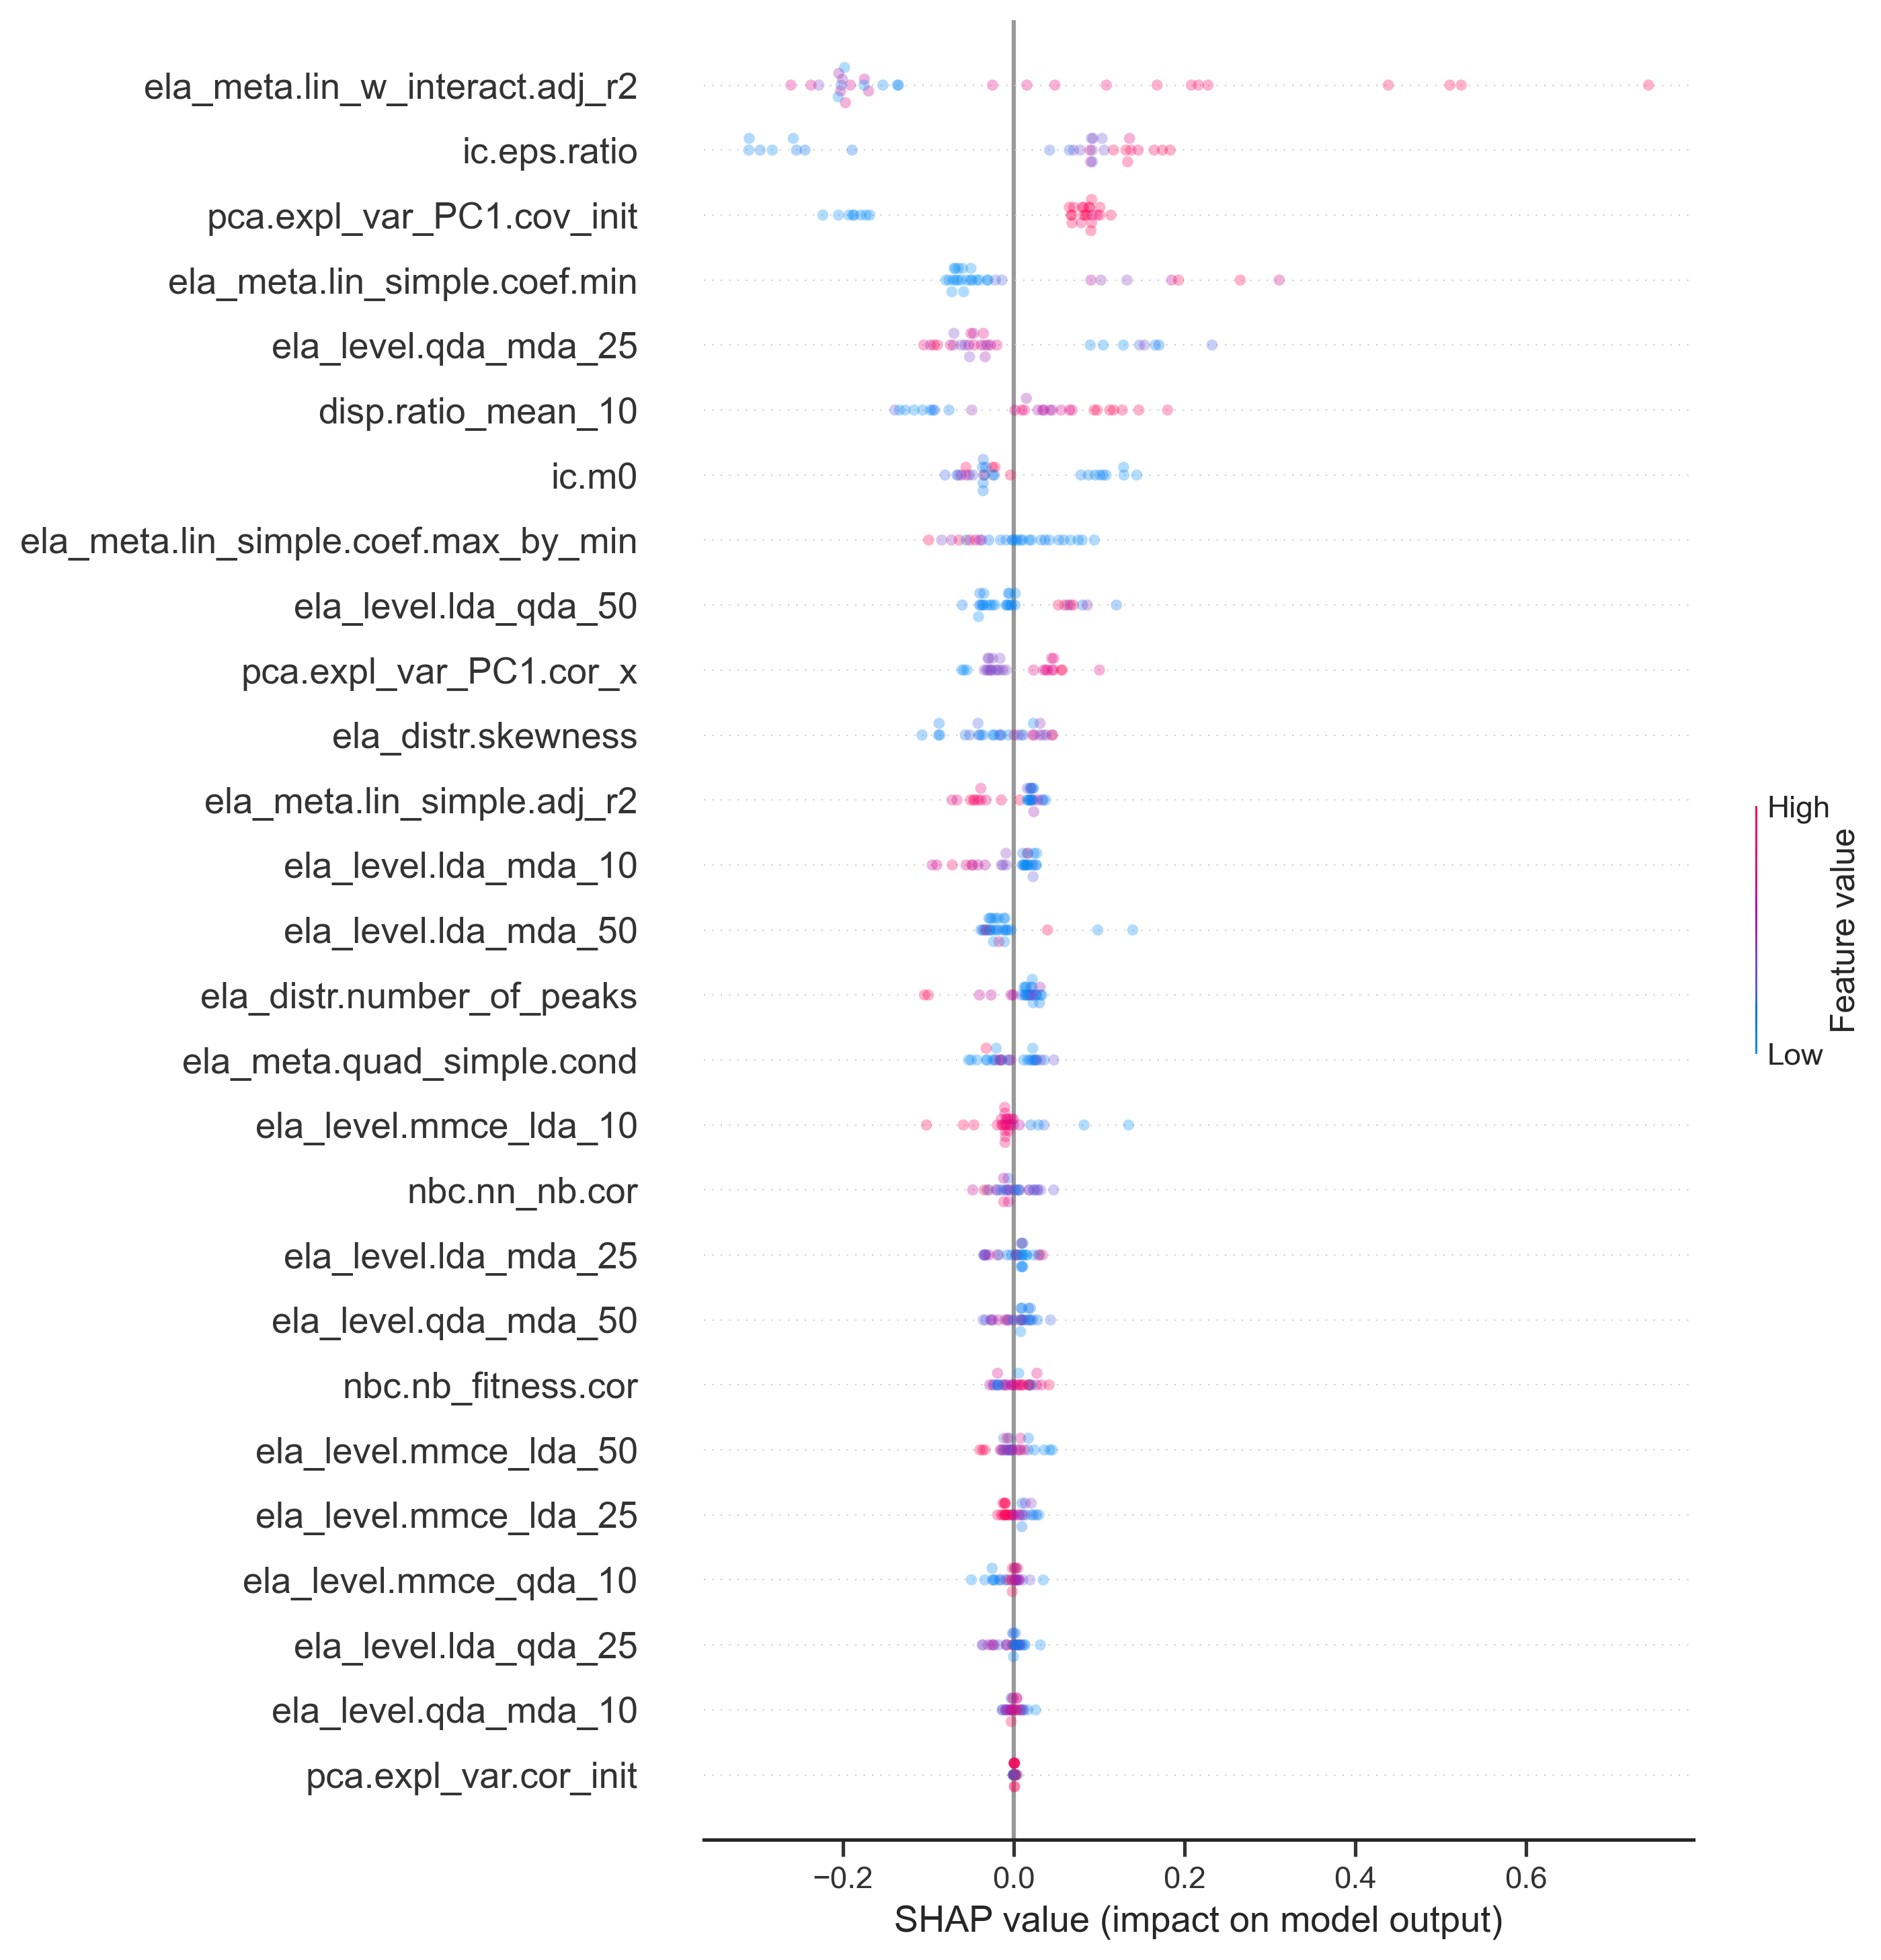 ela_meta.lin_w_interact.adj_r2
ic.eps.ratio
pca.expl_var_PC1.cov_init
ela_meta.lin_simple.coef.min
ela_level.qda_mda_25
disp.ratio_mean_10
ic.m0
ela_meta.lin_simple.coef.max_by_min
ela_level.lda_qda_50
pca.expl_var_PC1.cor_x
ela_distr.skewness
ela_meta.lin_simple.adj_r2
ela_level.lda_mda_10
ela_level.lda_mda_50
ela_distr.number_of_peaks
ela_meta.quad_simple.cond
ela_level.mmce_lda_10
nbc.nn_nb.cor
ela_level.lda_mda_25
ela_level.qda_mda_50
nbc.nb_fitness.cor
ela_level.mmce_lda_50
ela_level.mmce_lda_25
ela_level.mmce_qda_10
ela_level.lda_qda_25
ela_level.qda_mda_10
pca.expl_var.cor_init
−0.2 0.0 0.2 0.4 0.6
SHAP value (impact on model output)
High
Feature value
Low